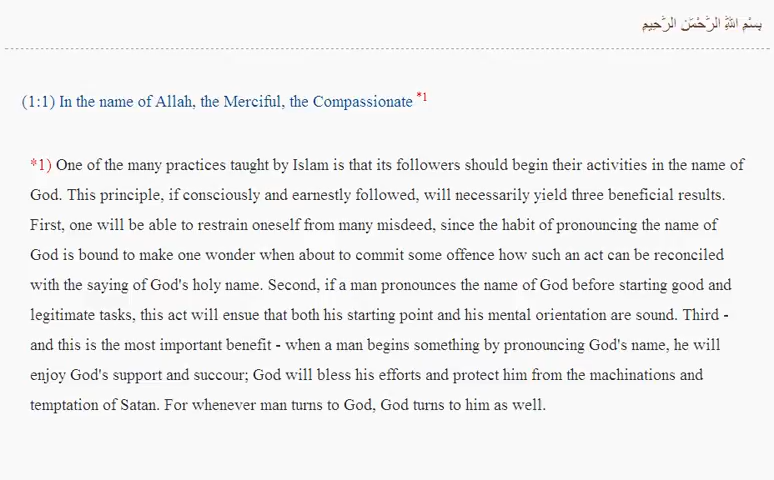 بِسْمِ اللّٰهِ الرَّحْمَٰنِ الرَّحِيمِ
(1:1) In the name of Allah, the Merciful, the Compassionate *1
*1) One of the many practices taught by Islam is that its followers should begin their activities in the name of
God. This principle, if consciously and earnestly followed, will necessarily yield three beneficial results.
First, one will be able to restrain oneself from many misdeed, since the habit of pronouncing the name of
God is bound to make one wonder when about to commit some offence how such an act can be reconciled
with the saying of God's holy name. Second, if a man pronounces the name of God before starting good and
legitimate tasks, this act will ensue that both his starting point and his mental orientation are sound. Third -
and this is the most important benefit - when a man begins something by pronouncing God's name, he will
enjoy God's support and succour; God will bless his efforts and protect him from the machinations and
temptation of Satan. For whenever man turns to God, God turns to him as well.